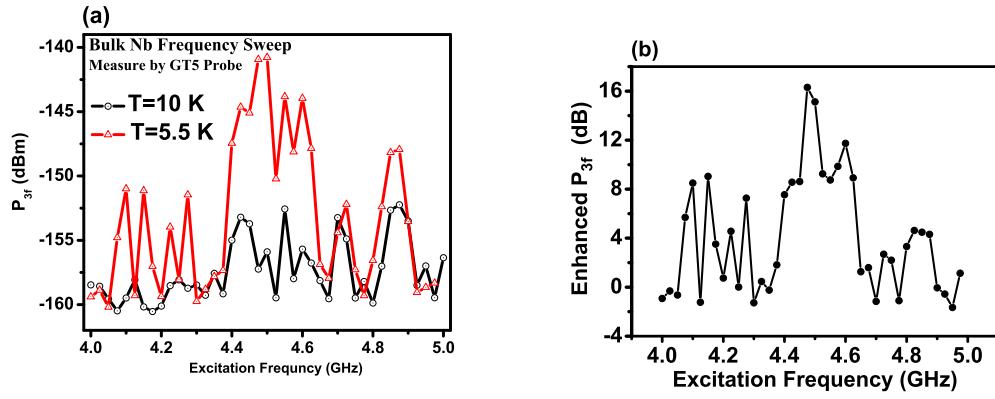 (a)
Bulk Nb Frequency Sweep
Measure by GT5 Probe
T=10 K
T=5.5 K
P3f (dBm)
-140
-145
-150
-155
-160
4.0 4.2 4.4 4.6 4.8 5.0
Excitation Frequncy (GHz)
(b)
Enhanced P3f (dB)
16
12
8
4
0
-4
4.0 4.2 4.4 4.6 4.8 5.0
Excitation Frequency (GHz)